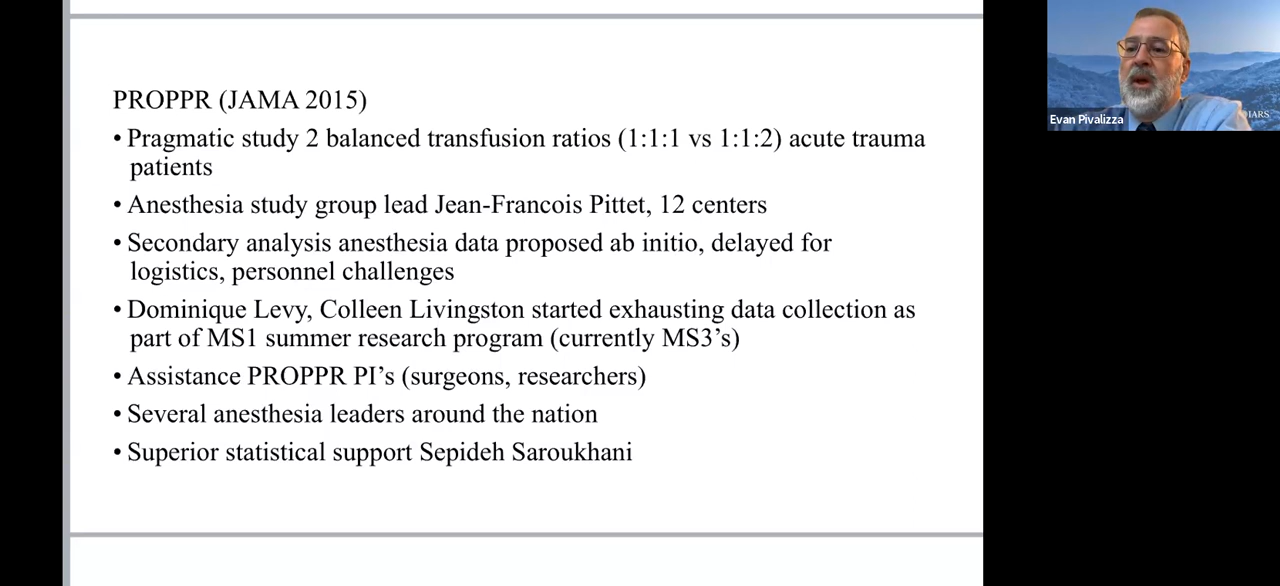 PROPPR (JAMA 2015)
• Pragmatic study 2 balanced transfusion ratios (1:1:1 vs 1:1:2) acute trauma
patients
• Anesthesia study group lead Jean-Francois Pittet, 12 centers
• Secondary analysis anesthesia data proposed ab initio, delayed for
logistics, personnel challenges
• Dominique Levy, Colleen Livingston started exhausting data collection as
part of MS1 summer research program (currently MS3’s)
• Assistance PROPPR PI’s (surgeons, researchers)
• Several anesthesia leaders around the nation
• Superior statistical support Sepideh Saroukhani
IARS
Evan Pivalizza